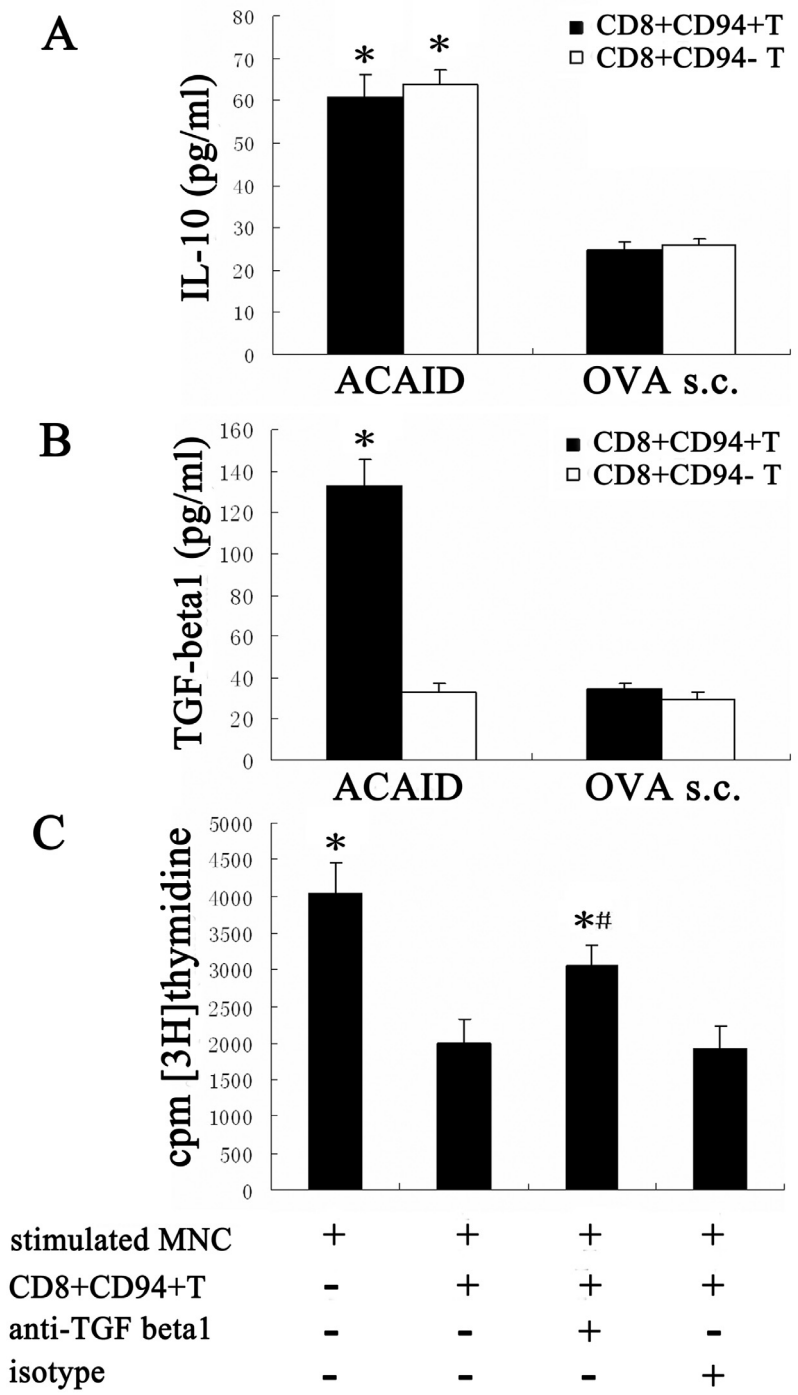 A
IL-10 (pg/ml)
80
70
60
50
40
30
20
10
0
CD8+CD94+T
CD8+CD94- T
* *
ACAID OVA s.c.
B
TGF-beta1 (pg/ml)
160
140
120
100
80
60
40
20
0
CD8+CD94+T
CD8+CD94- T
*
ACAID OVA s.c.
C
cpm [3H]thymidine
5000
4500
4000
3500
3000
2500
2000
1500
1000
500
0
* *#
stimulated MNC + + + +
CD8+CD94+T - + + +
anti-TGF beta1 - - + -
isotype - - - +